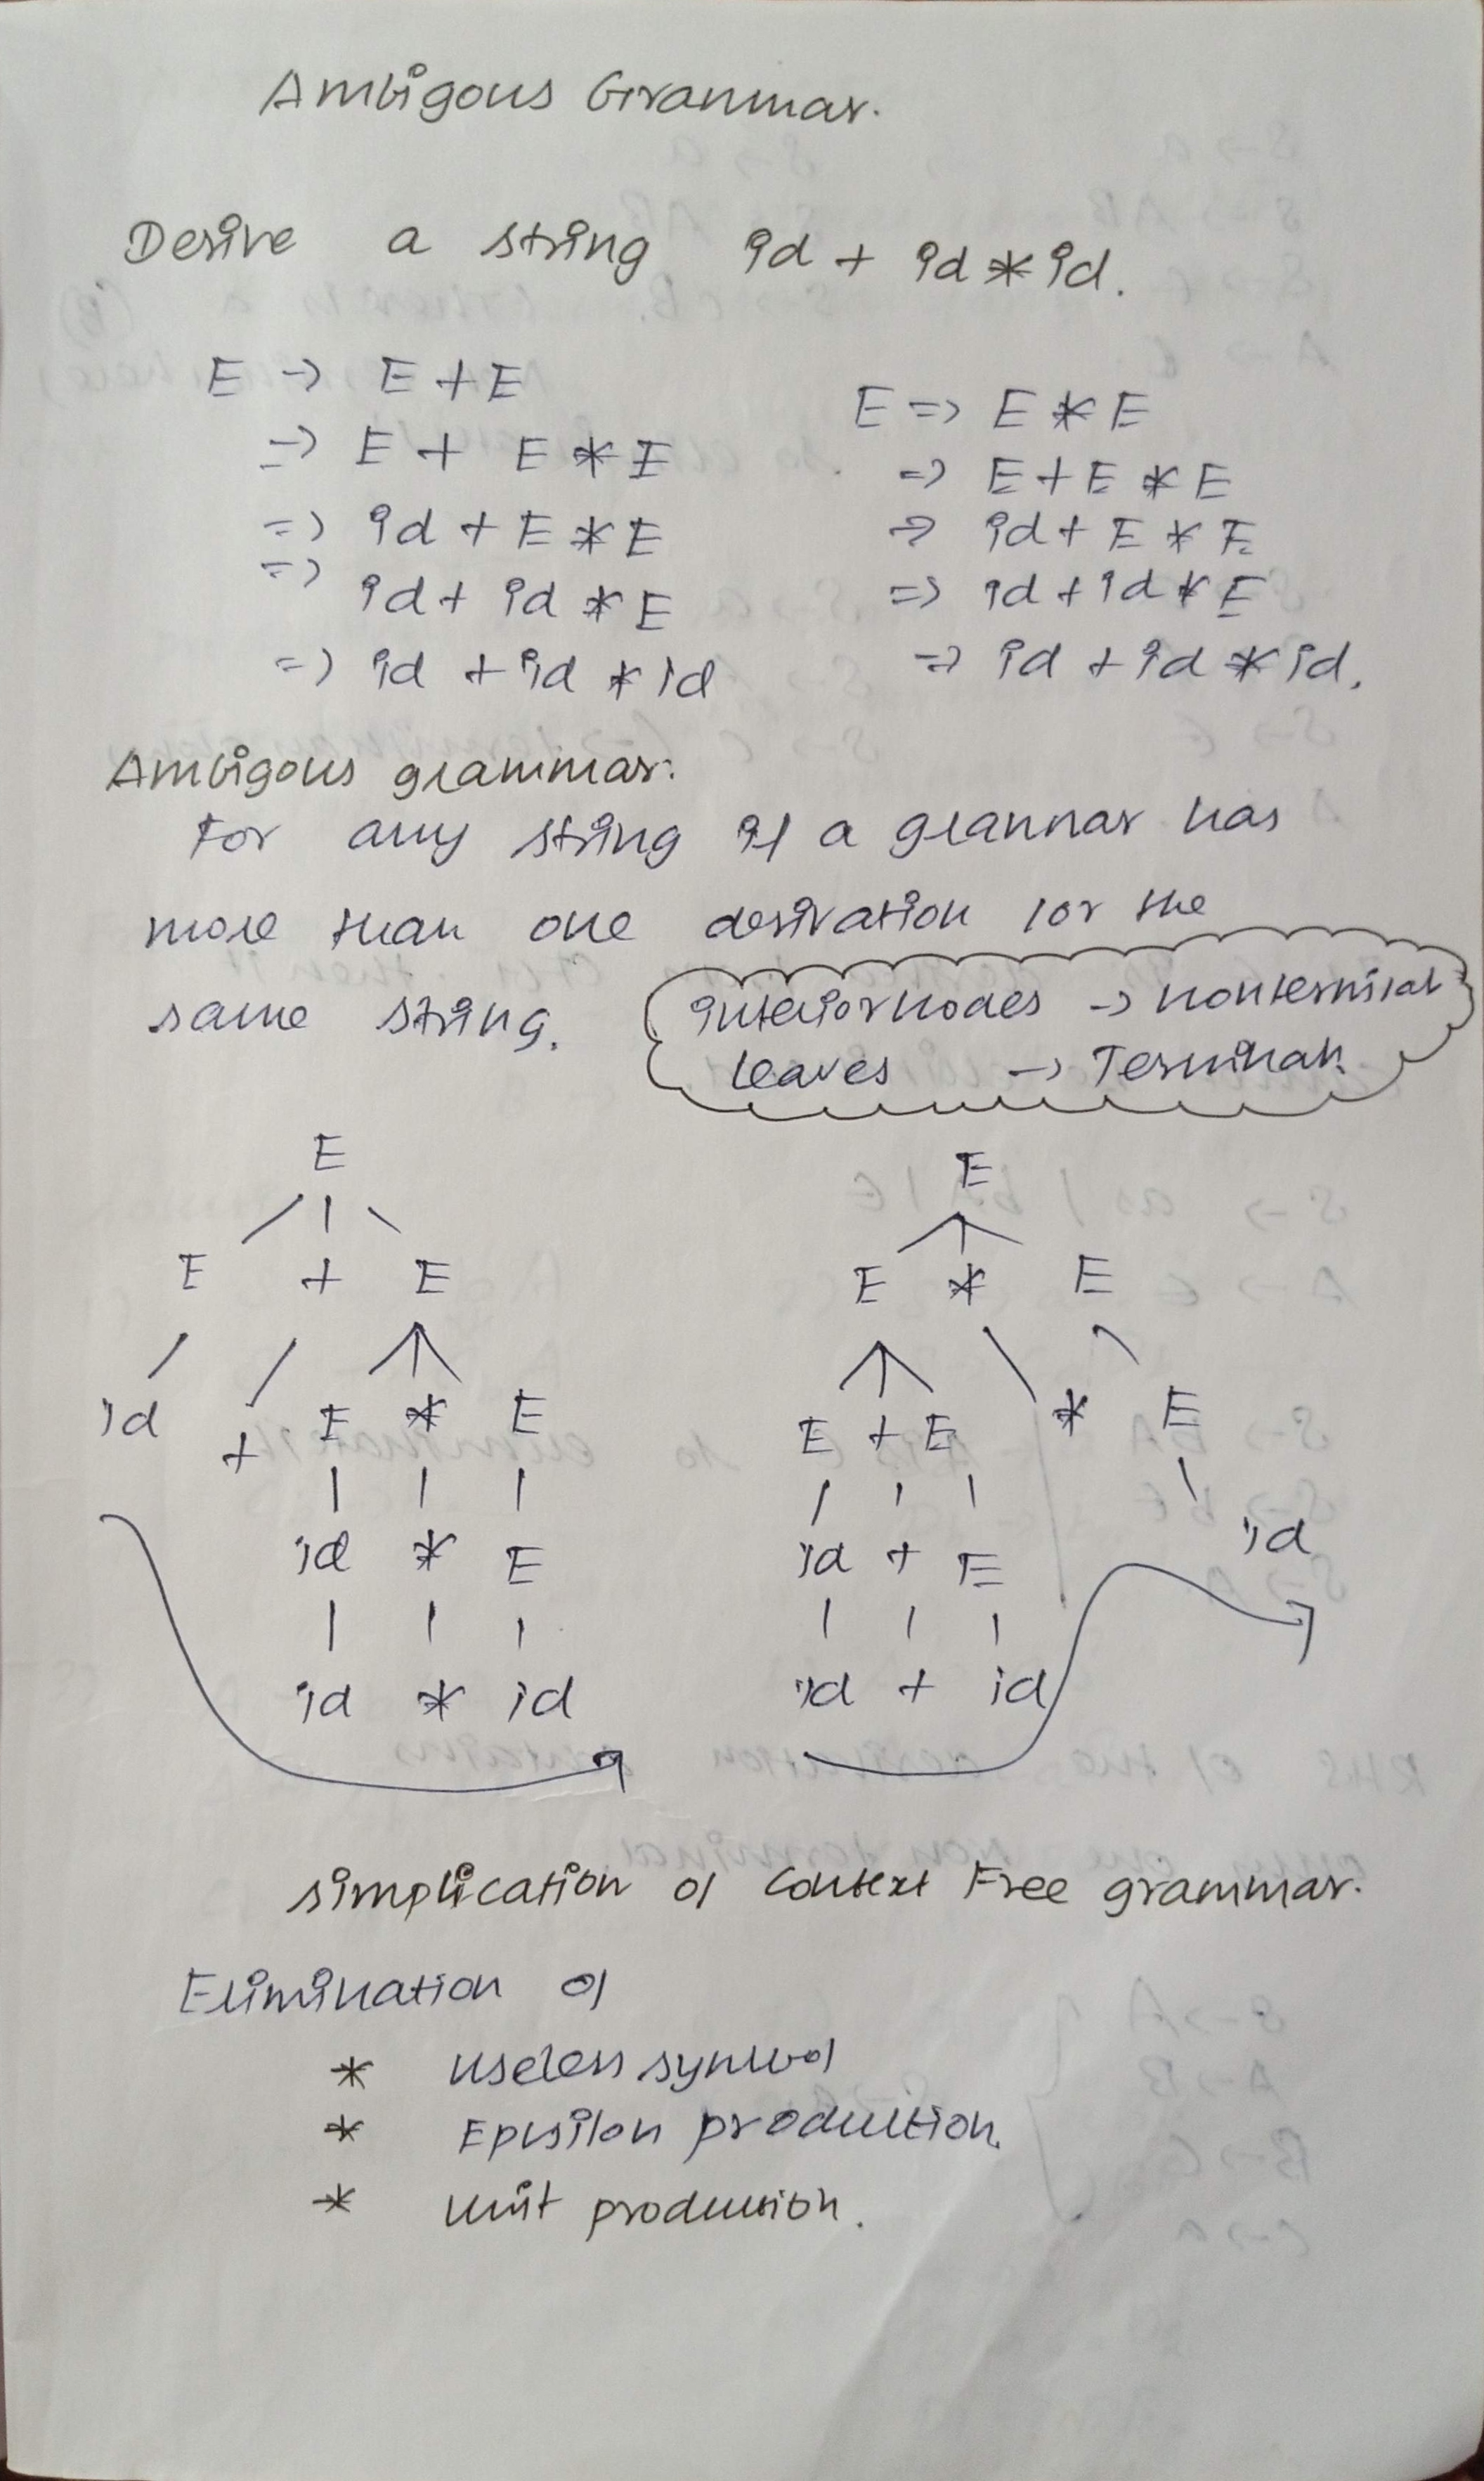 Ambigous Grammar.
Derive a string id + id * id.
E -> E + E
=> E + E * E
=> id + E * E
=> id + id * E
=> id + id * id
E => E * E
=> E + E * E
=> id + E * E
=> id + id * E
=> id + id * id.
Ambigous grammar:
For any string if a grammar has
more than one derivation for the
same string.
interior nodes -> nonterminal
leaves -> Terminals
E
E + E
id + E * E
id * E
id * id
E
E * E
E + E * E
id + E id
id + id
simplication of Context Free grammar.
Elimination of
* useless symbol
* Epsilon production.
* unit production.